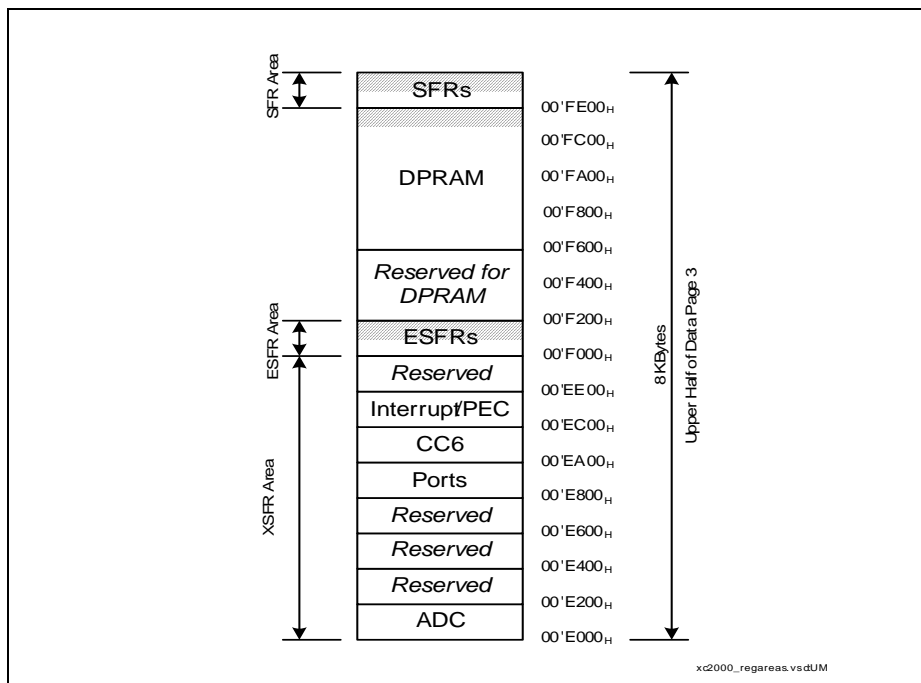 SFR Area
SFRs
00'FE00H
00'FC00H
DPRAM
00'FA00H
00'F800H
00'F600H
Reserved for
DPRAM
00'F400H
00'F200H
ESFR Area
ESFRs
00'F000H
Reserved
00'EE00H
Interrupt/PEC
00'EC00H
CC6
00'EA00H
Ports
00'E800H
XSFR Area
Reserved
00'E600H
Reserved
00'E400H
Reserved
00'E200H
ADC
00'E000H
8 KBytes
Upper Half of Data Page 3
xc2000_regareas.vsdUM